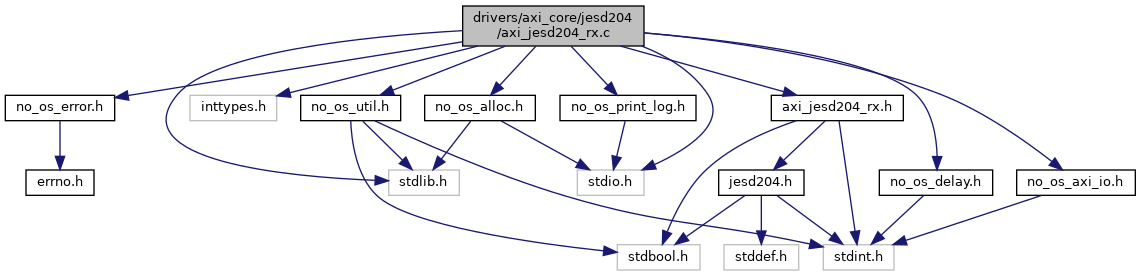 drivers/axi_core/jesd204
/axi_jesd204_rx.c
no_os_error.h
inttypes.h
no_os_util.h
no_os_alloc.h
no_os_print_log.h
axi_jesd204_rx.h
errno.h
stdlib.h
stdio.h
jesd204.h
no_os_delay.h
no_os_axi_io.h
stdbool.h
stddef.h
stdint.h